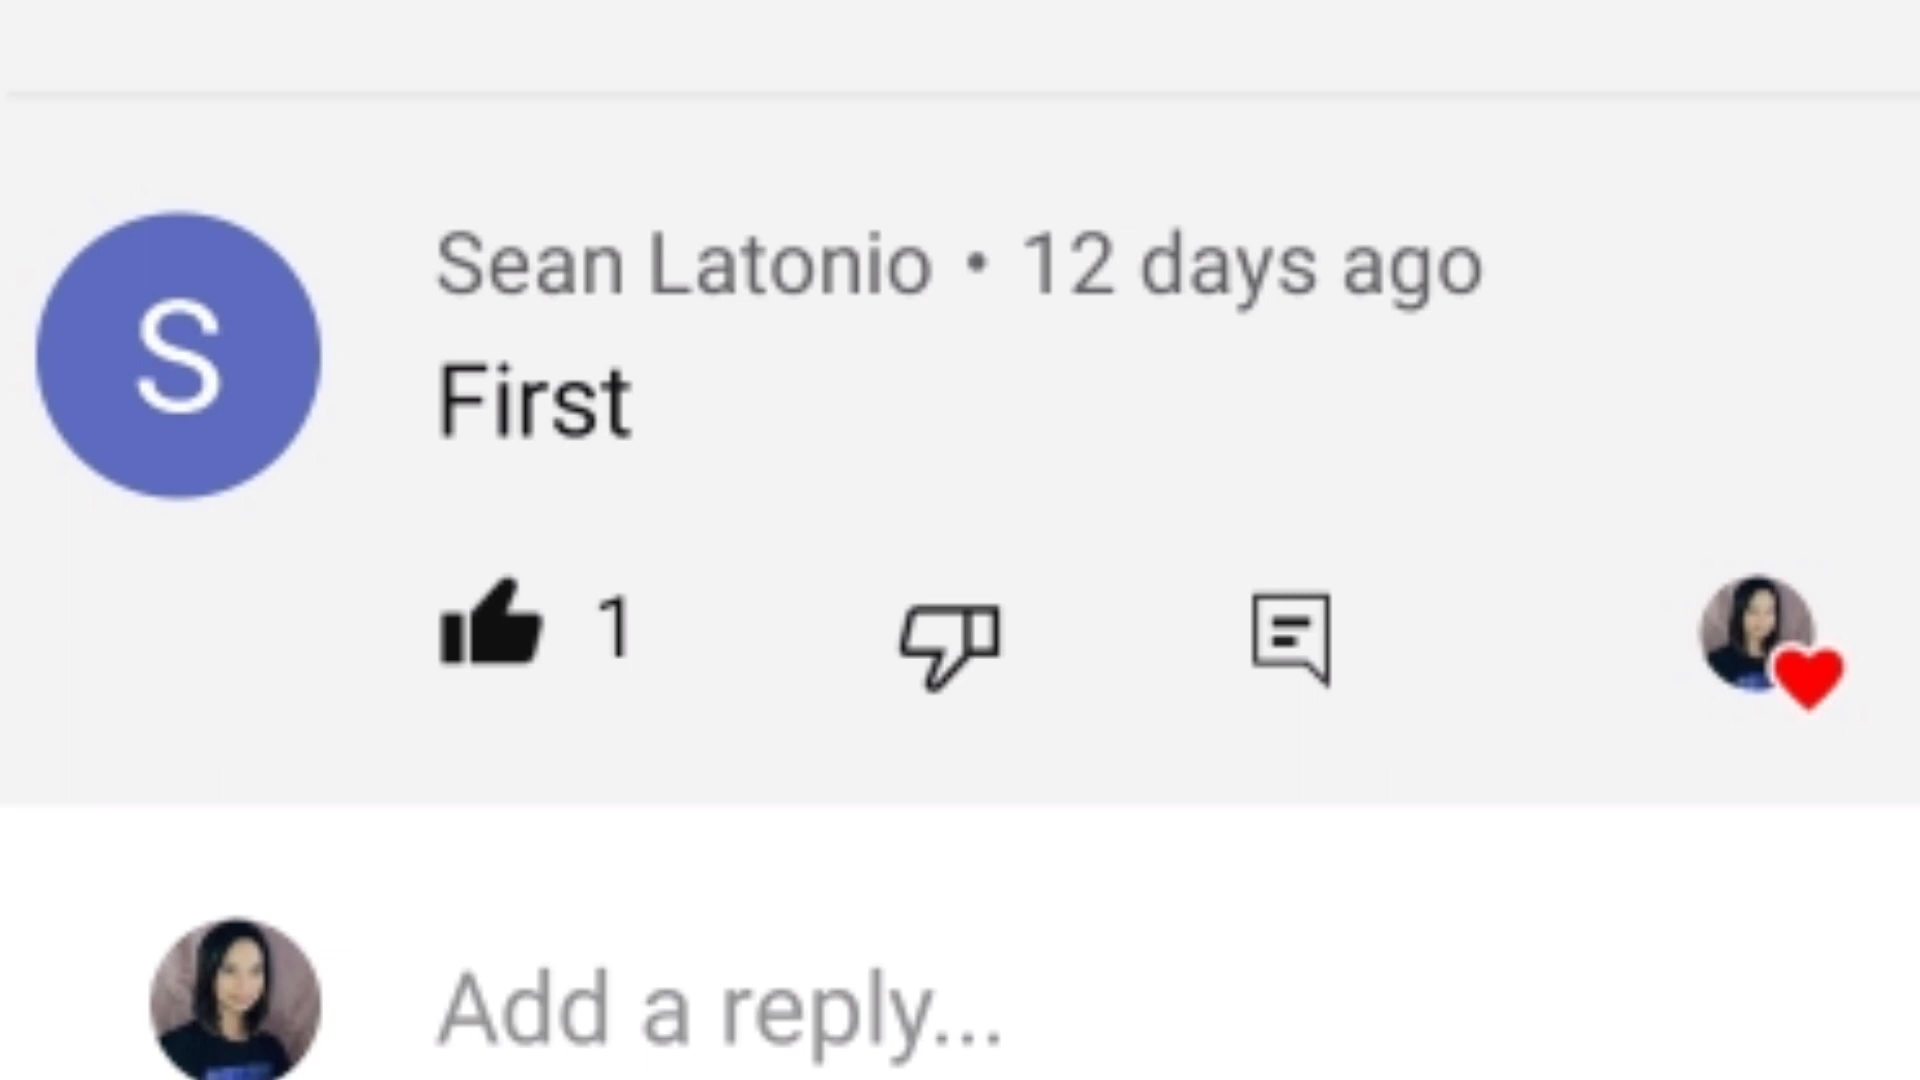 S
Sean Latonio • 12 days ago
First
1
Add a reply...